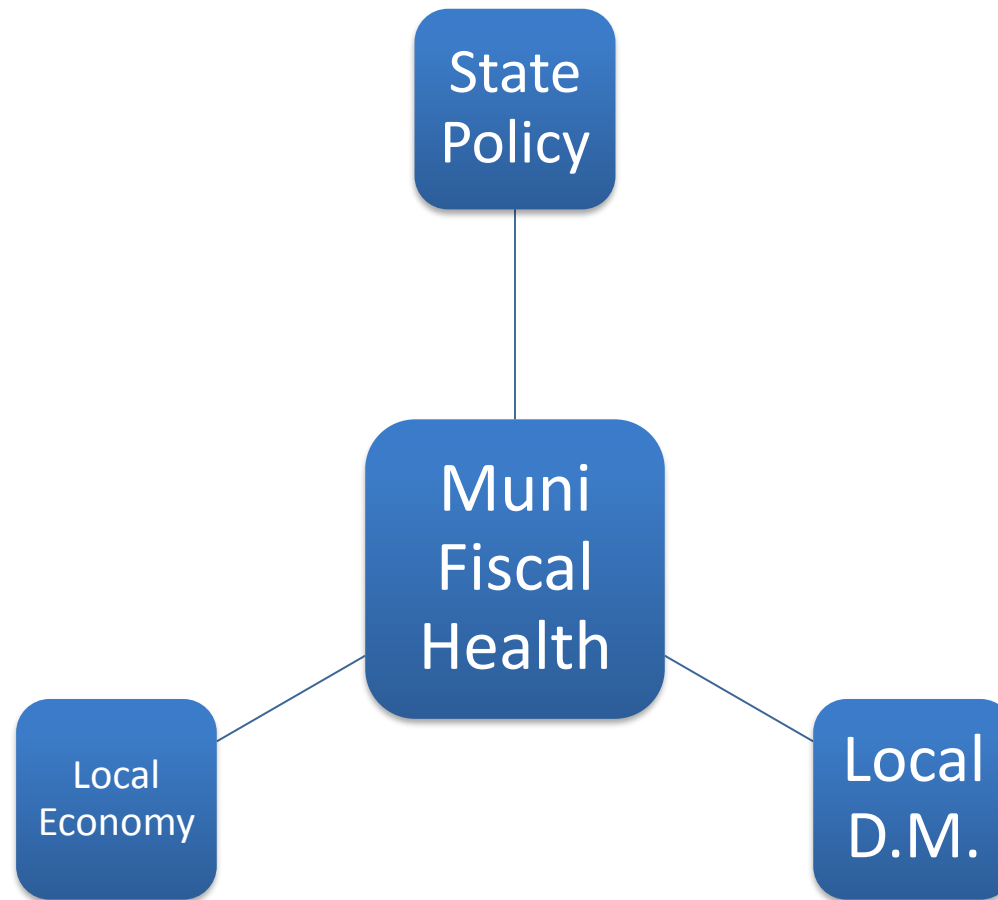 State
Policy
Muni
Fiscal
Health
Local
Economy
Local
D.M.